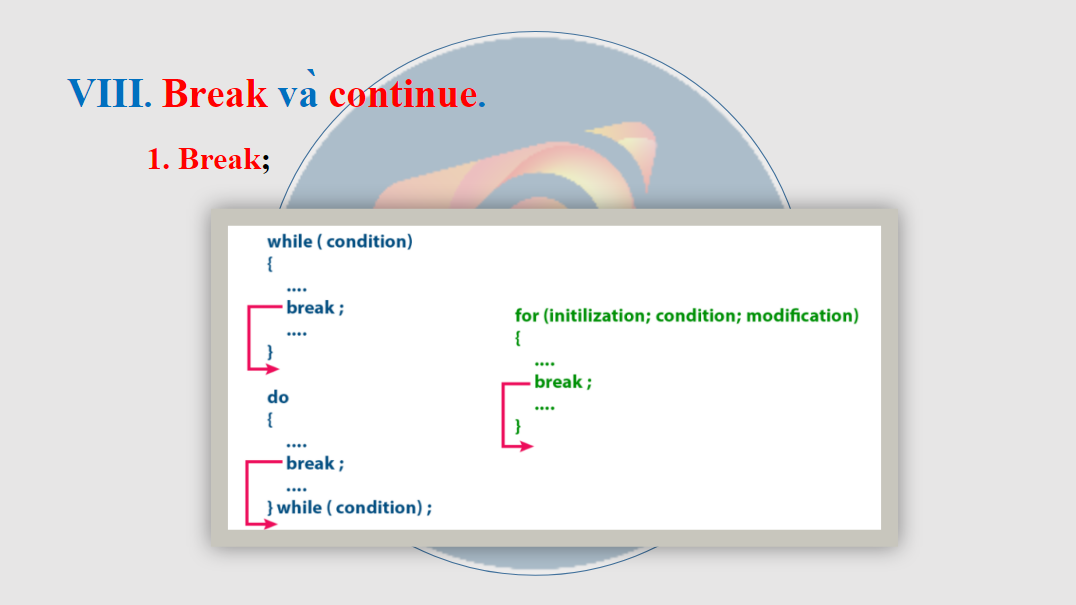 VIII. Break và continue.
1. Break;
while ( condition)
{
....
break ;
....
}
do
{
....
break ;
....
} while ( condition) ;
for (initilization; condition; modification)
{
....
break ;
....
}